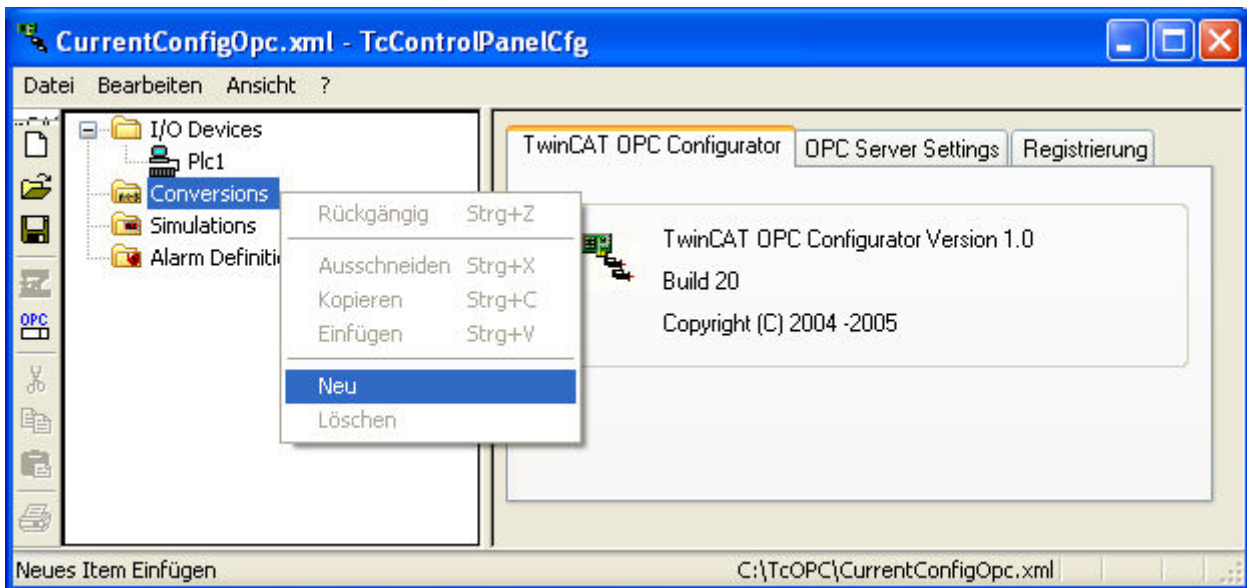 CurrentConfigOpc.xml - TcControlPanelCfg
Datei Bearbeiten Ansicht ?
I/O Devices
Plc1
Conversions
Simulations
Alarm Definiti
OPC
Rückgängig Strg+Z
Ausschneiden Strg+X
Kopieren Strg+C
Einfügen Strg+V
Neu
Löschen
TwinCAT OPC Configurator OPC Server Settings Registrierung
TwinCAT OPC Configurator Version 1.0
Build 20
Copyright (C) 2004 -2005
Neues Item Einfügen C:\TcOPC\CurrentConfigOpc.xml